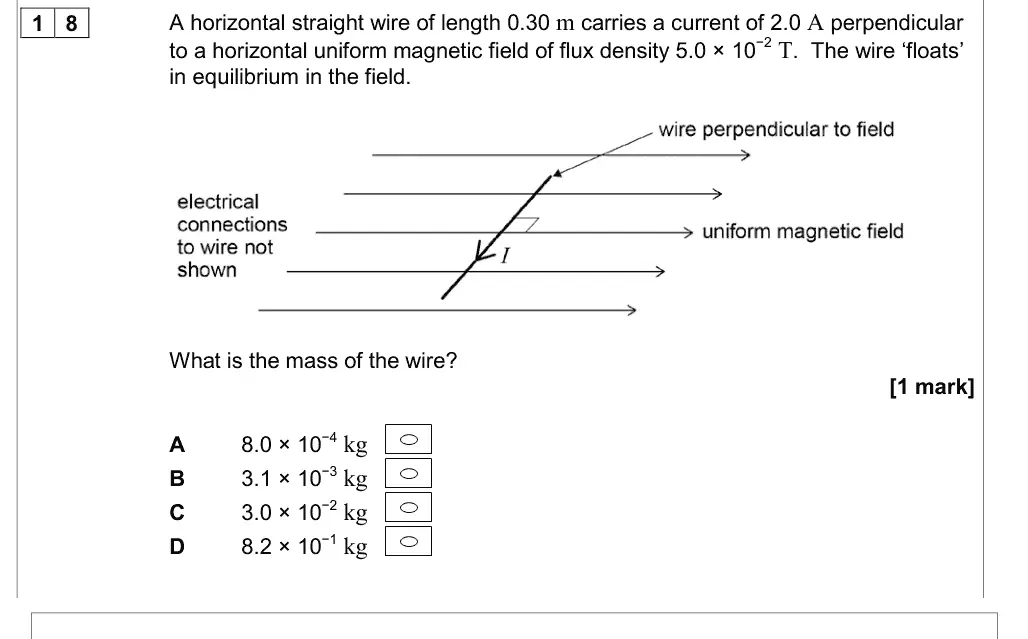 1 8
A horizontal straight wire of length 0.30 m carries a current of 2.0 A perpendicular
to a horizontal uniform magnetic field of flux density 5.0 × 10⁻² T. The wire ‘floats’
in equilibrium in the field.
wire perpendicular to field
electrical
connections
to wire not
shown
uniform magnetic field
I
What is the mass of the wire?
[1 mark]
A 8.0 × 10⁻⁴ kg
B 3.1 × 10⁻³ kg
C 3.0 × 10⁻² kg
D 8.2 × 10⁻¹ kg